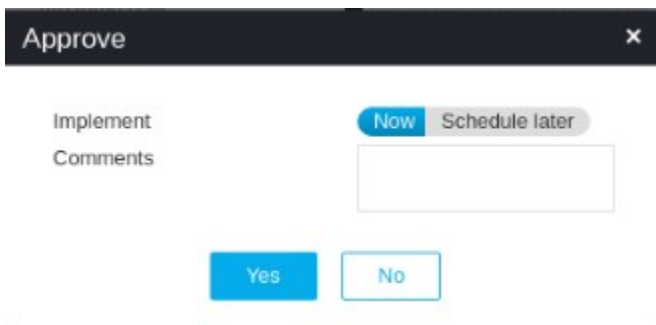 Approve ×
Implement Now Schedule later
Comments
Yes No